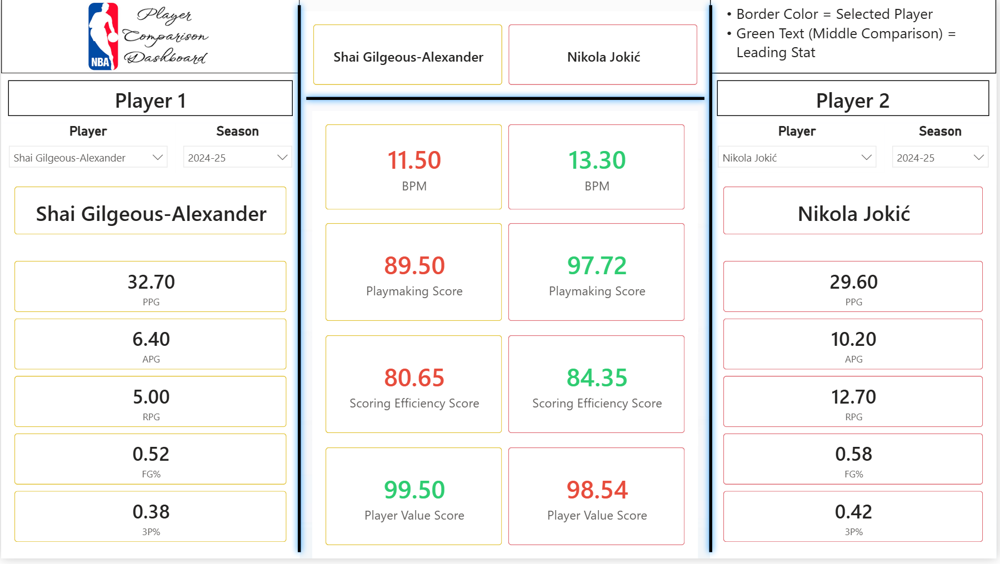 NBA
Player
Comparison
Dashboard
Player 1
Player
Season
Shai Gilgeous-Alexander
2024-25
Shai Gilgeous-Alexander
32.70
PPG
6.40
APG
5.00
RPG
0.52
FG%
0.38
3P%
Shai Gilgeous-Alexander
Nikola Jokić
11.50
BPM
13.30
BPM
89.50
Playmaking Score
97.72
Playmaking Score
80.65
Scoring Efficiency Score
84.35
Scoring Efficiency Score
99.50
Player Value Score
98.54
Player Value Score
• Border Color = Selected Player
• Green Text (Middle Comparison) =
Leading Stat
Player 2
Player
Season
Nikola Jokić
2024-25
Nikola Jokić
29.60
PPG
10.20
APG
12.70
RPG
0.58
FG%
0.42
3P%